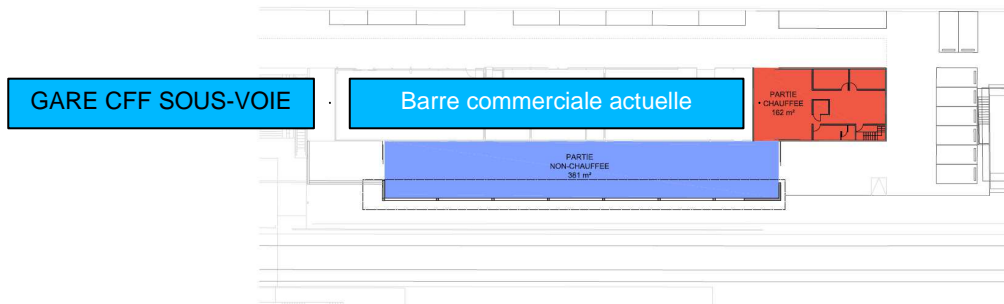 GARE CFF SOUS-VOIE
Barre commerciale actuelle
PARTIE
CHAUFFEE
162 m²
PARTIE
NON-CHAUFFEE
381 m²